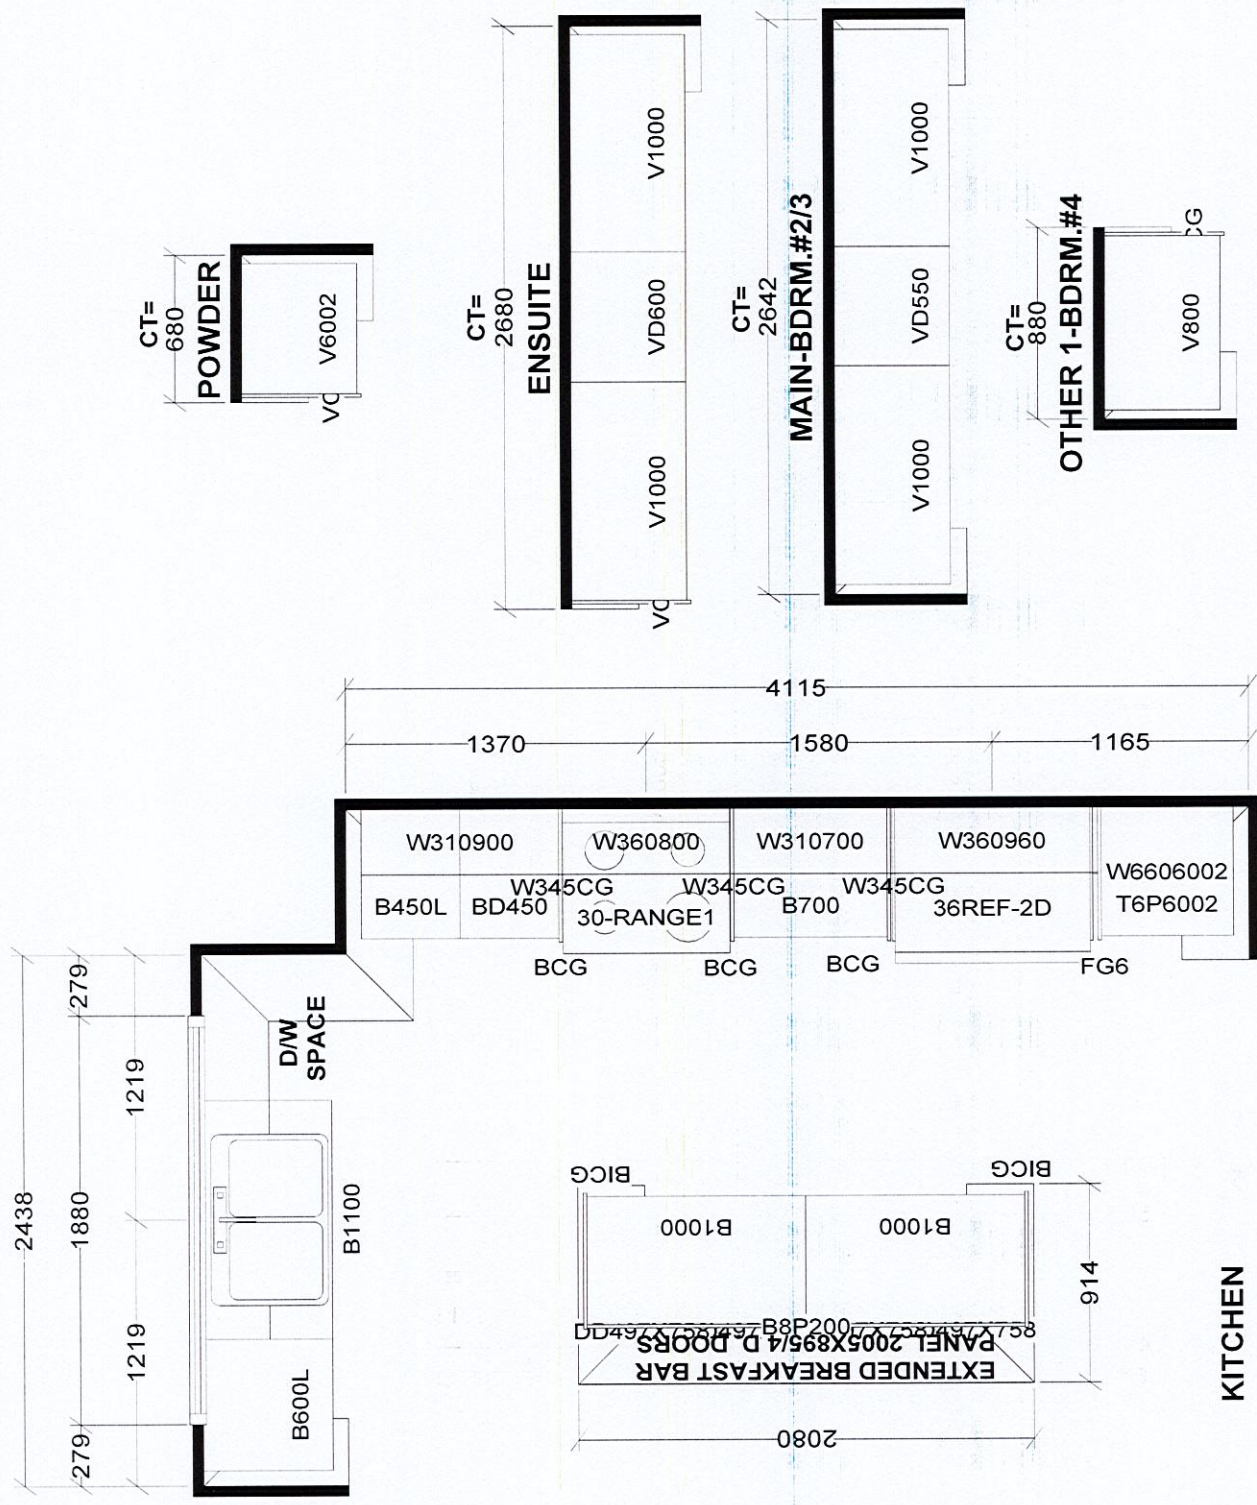 CT=
680
POWDER
V6002
VC
CT=
2680
ENSUITE
V1000
VD600
V1000
VC
CT=
2642
MAIN-BDRM.#2/3
V1000
VD550
V1000
CT=
880
OTHER 1-BDRM.#4
V800
CG
4115
1370
1580
1165
W310900
W360800
W310700
W360960
W6606002
T6P6002
W345CG
W345CG
W345CG
B450L
BD450
30-RANGE1
B700
36REF-2D
BCG
BCG
BCG
FG6
279
1219
2438
1880
1219
279
D/W
SPACE
B1100
B600L
BICG
BICG
B1000
B1000
914
B8P200
PANEL 2005X895/4 D. DOORS
EXTENDED BREAKFAST BAR
2080
KITCHEN